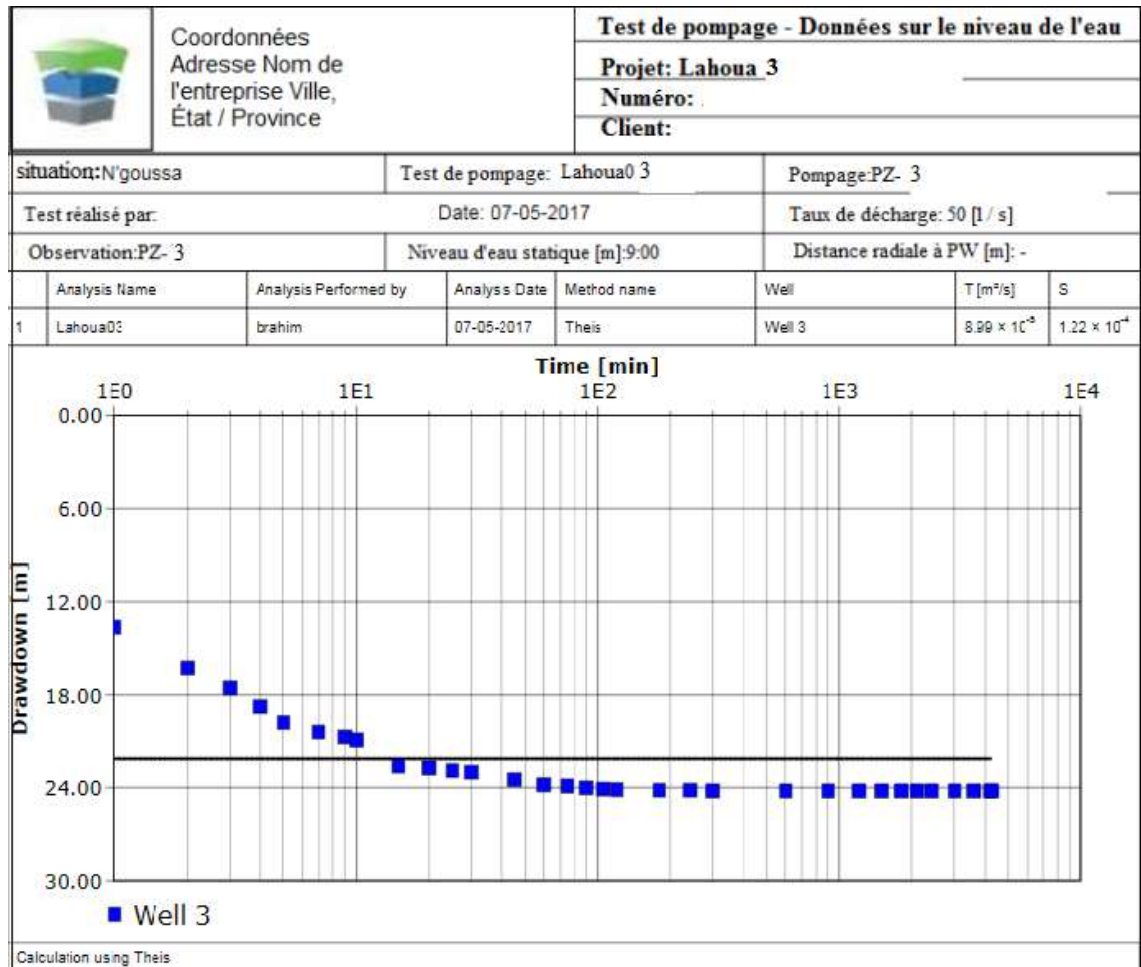 Coordonnées
Adresse Nom de
l'entreprise Ville,
État / Province
Test de pompage - Données sur le niveau de l'eau
Projet: Lahoua 3
Numéro:
Client:
situation:N'goussa
Test de pompage: Lahoua0 3
Pompage:PZ- 3
Test réalisé par:
Date: 07-05-2017
Taux de décharge: 50 [l / s]
Observation:PZ- 3
Niveau d'eau statique [m]:9:00
Distance radiale à PW [m]: -
Analysis Name Analysis Performed by Analysis Date Method name Well T [m²/s] S
1 Lahoua03 brahim 07-05-2017 Theis Well 3 8.99 × 10 1.22 × 10⁻⁴
Time [min]
1E0 1E1 1E2 1E3 1E4
Drawdown [m]
0.00
6.00
12.00
18.00
24.00
30.00
Well 3
Calculation using Theis